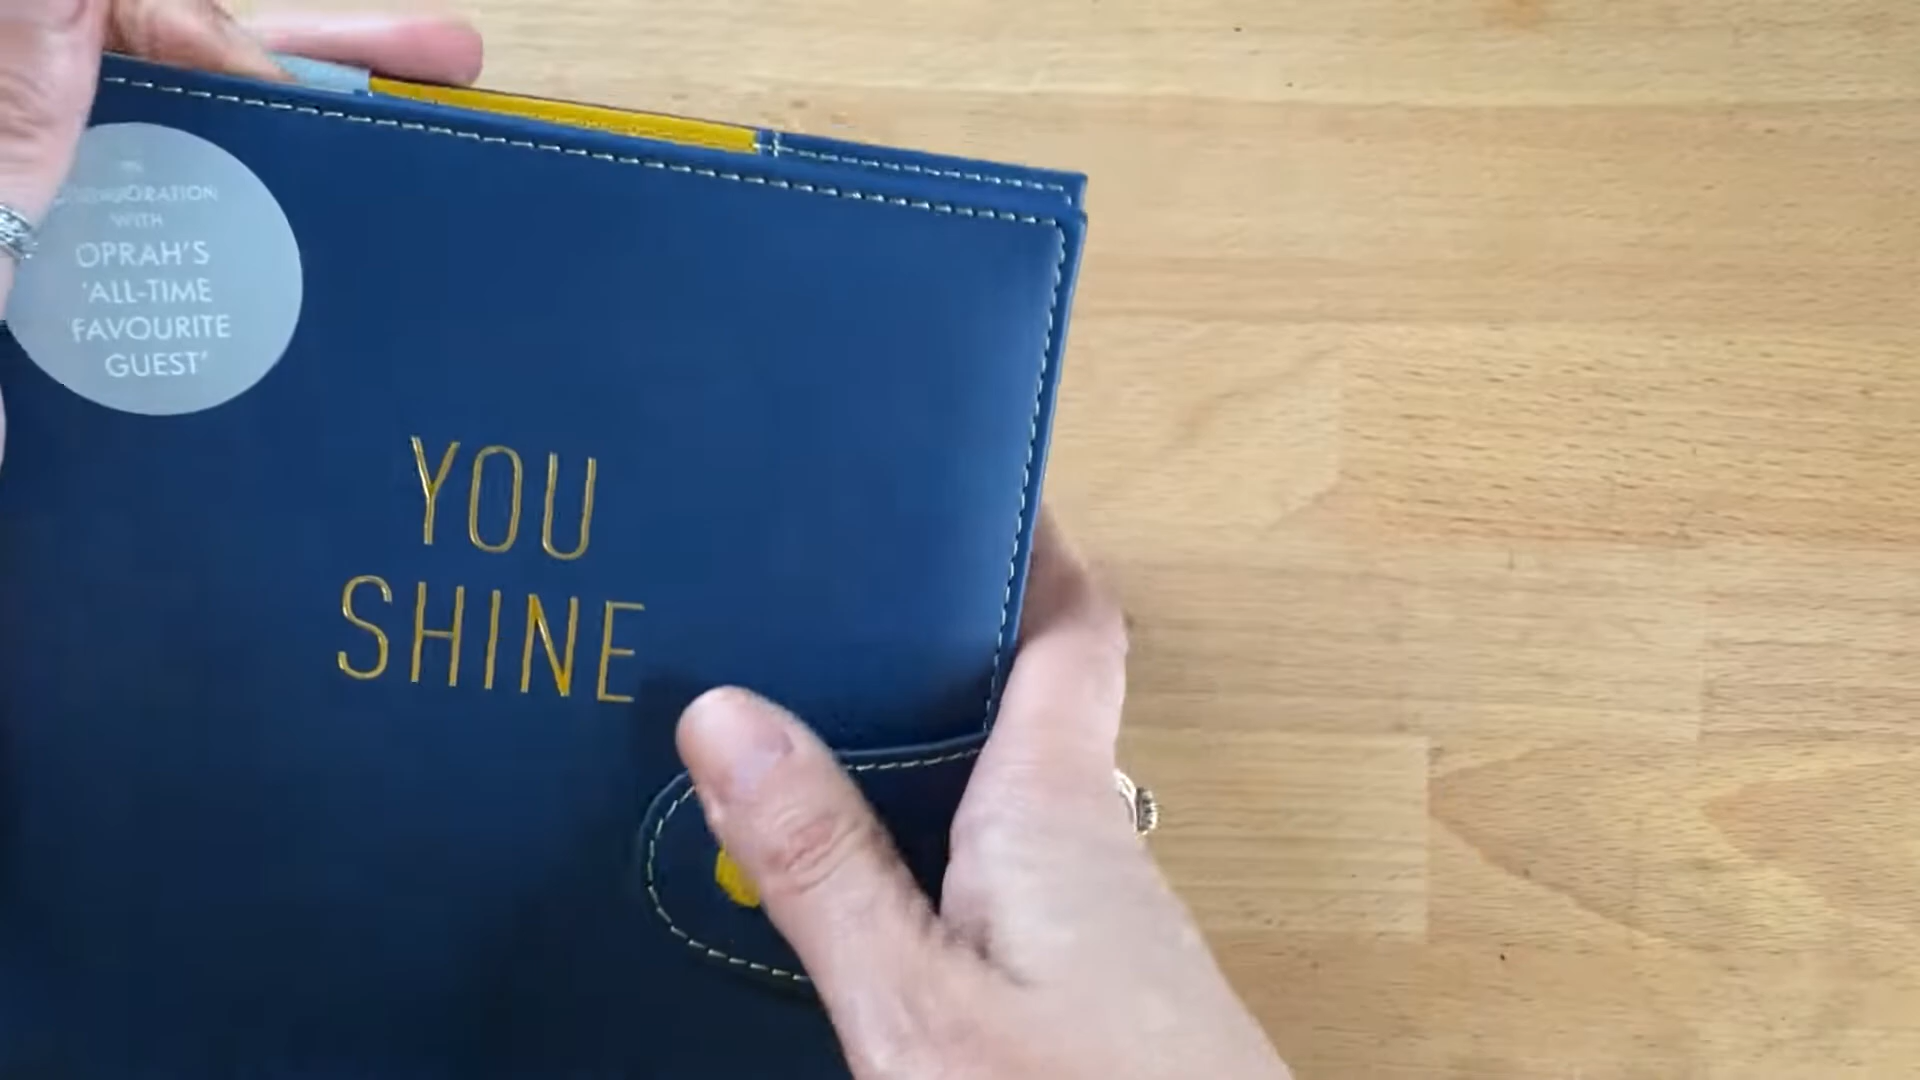 WITH
OPRAH'S
'ALL-TIME
FAVOURITE
GUEST'
YOU
SHINE